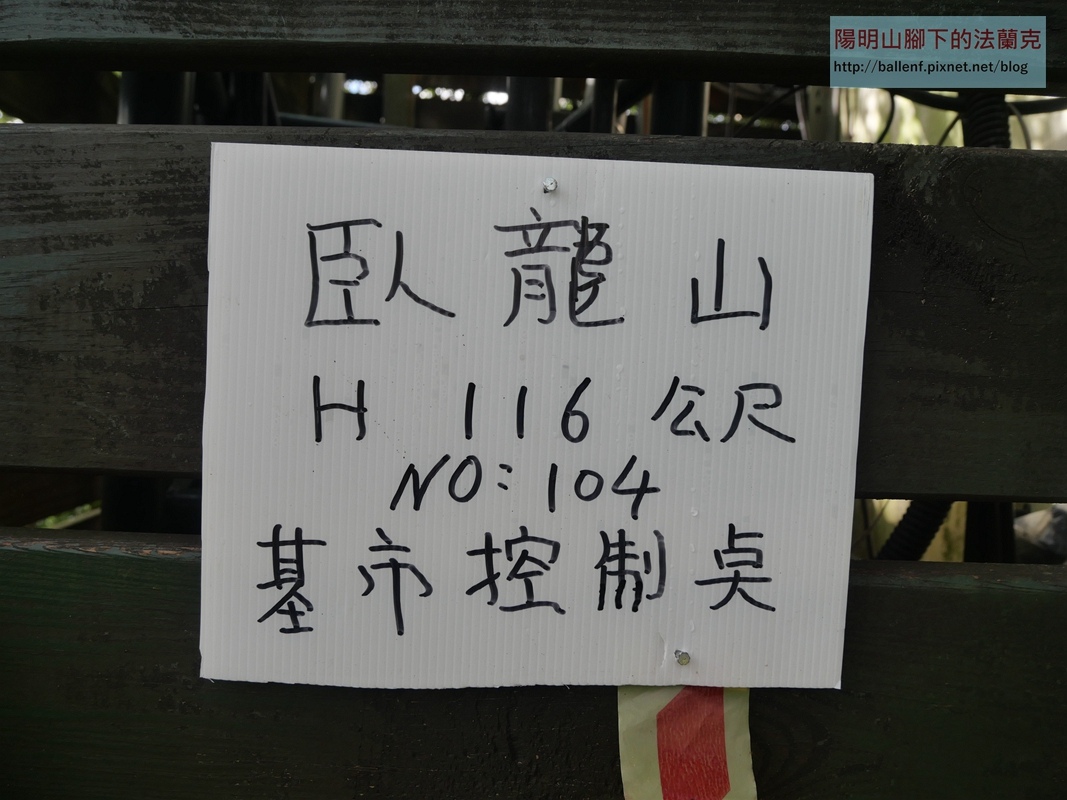 陽明山腳下的法蘭克
http://ballenf.pixnet.net/blog
臥龍山
H 116 公尺
NO:104
基市控制点